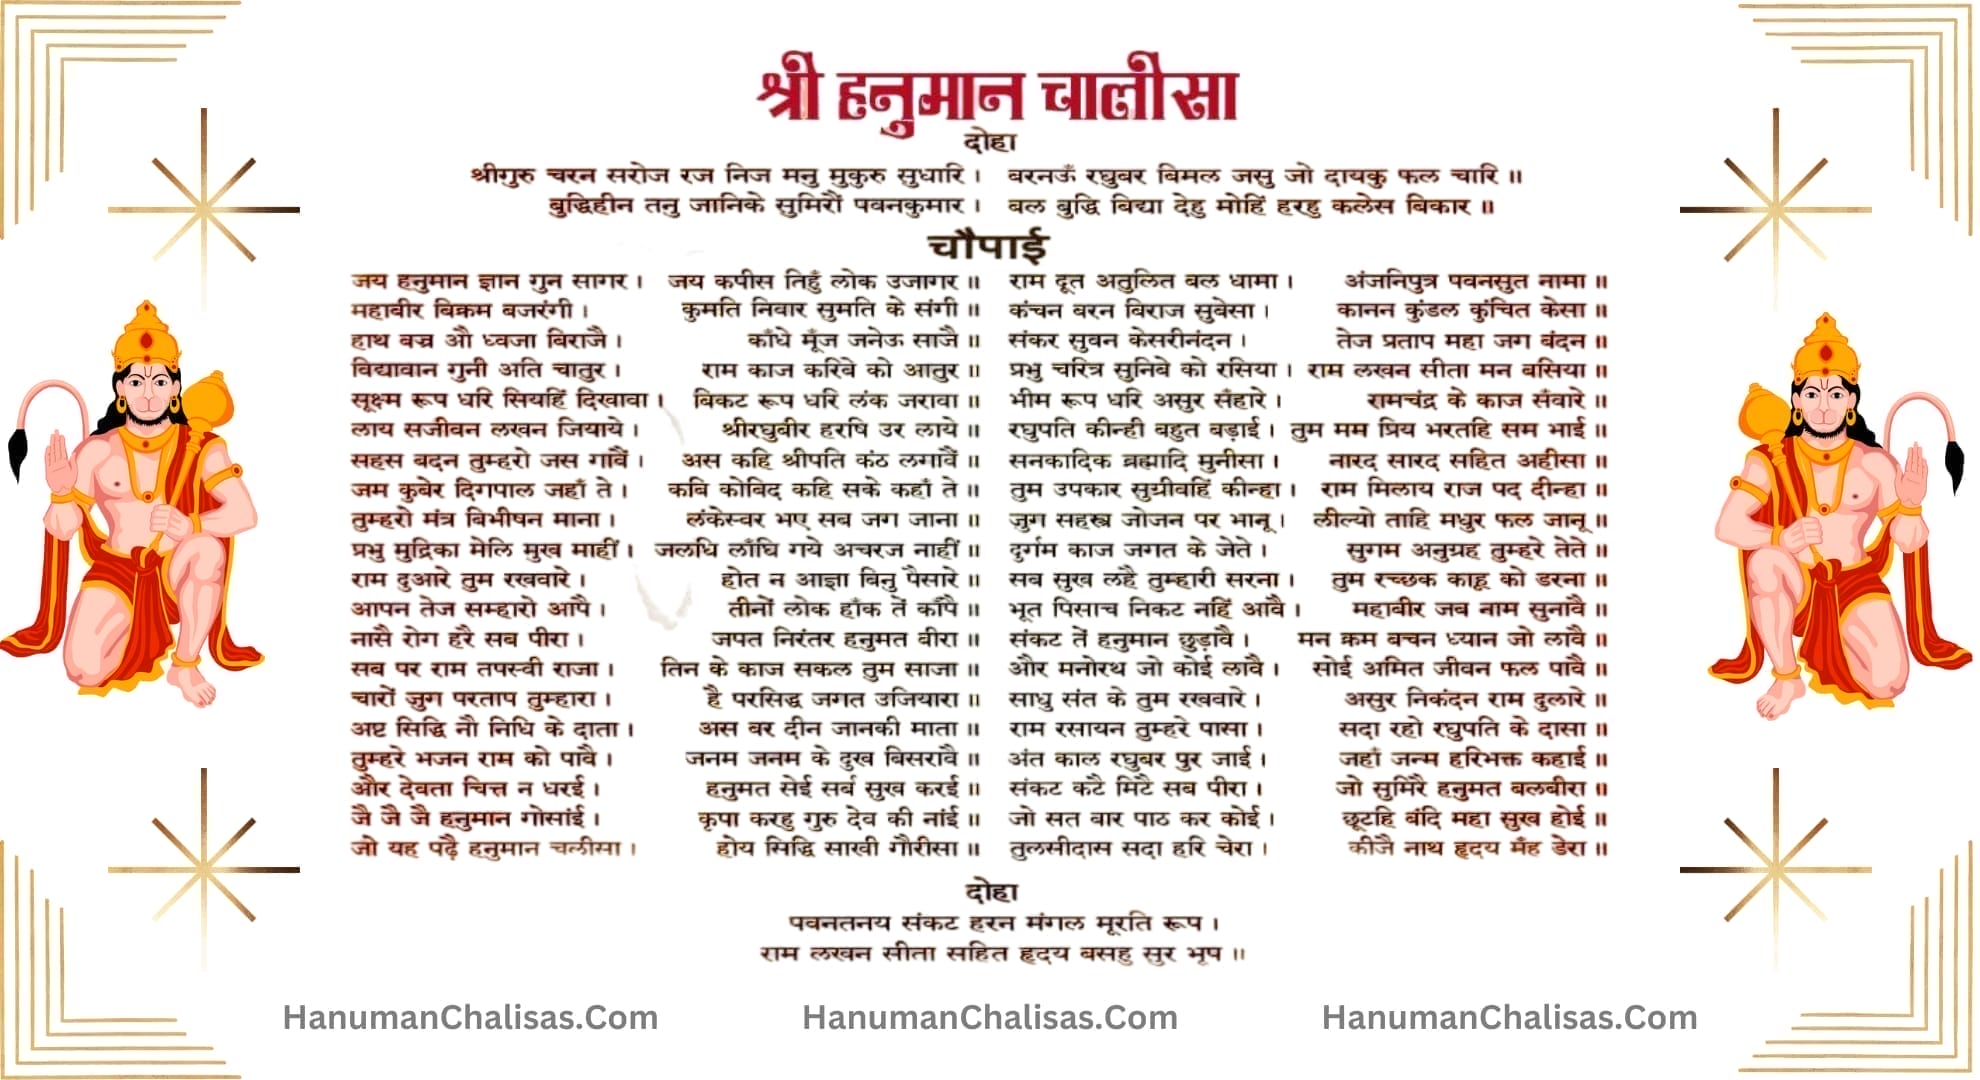 श्री हनुमान चालीसा
दोहा
श्रीगुरु चरन सरोज रज निज मनु मुकुरु सुधारि। बरनऊँ रघुबर बिमल जसु जो दायकु फल चारि॥
बुद्धिहीन तनु जानिके सुमिरौं पवनकुमार। बल बुद्धि बिद्या देहु मोहिं हरहु कलेस बिकार॥
चौपाई
जय हनुमान ज्ञान गुन सागर। जय कपीस तिहुँ लोक उजागर॥ राम दूत अतुलित बल धामा। अंजनिपुत्र पवनसुत नामा॥
महाबीर बिक्रम बजरंगी। कुमति निवार सुमति के संगी॥ कंचन बरन बिराज सुबेसा। कानन कुंडल कुंचित केसा॥
हाथ बज्र औ ध्वजा बिराजै। काँधे मूँज जनेऊ साजै॥ संकर सुवन केसरीनंदन। तेज प्रताप महा जग बंदन॥
विद्यावान गुनी अति चातुर। राम काज करिबे को आतुर॥ प्रभु चरित्र सुनिबे को रसिया। राम लखन सीता मन बसिया॥
सूक्ष्म रूप धरि सियहिं दिखावा। बिकट रूप धरि लंक जरावा॥ भीम रूप धरि असुर सँहारे। रामचंद्र के काज सँवारे॥
लाय सजीवन लखन जियाये। श्रीरघुबीर हरषि उर लाये॥ रघुपति कीन्ही बहुत बड़ाई। तुम मम प्रिय भरतहि सम भाई॥
सहस बदन तुम्हरो जस गावैं। अस कहि श्रीपति कंठ लगावैं॥ सनकादिक ब्रह्मादि मुनीसा। नारद सारद सहित अहीसा॥
जम कुबेर दिगपाल जहाँ ते। कबि कोबिद कहि सके कहाँ ते॥ तुम उपकार सुग्रीवहिं कीन्हा। राम मिलाय राज पद दीन्हा॥
तुम्हरो मंत्र बिभीषन माना। लंकेस्वर भए सब जग जाना॥ जुग सहस्त्र जोजन पर भानू। लील्यो ताहि मधुर फल जानू॥
प्रभु मुद्रिका मेलि मुख माहीं। जलधि लाँघि गये अचरज नाहीं॥ दुर्गम काज जगत के जेते। सुगम अनुग्रह तुम्हरे तेते॥
राम दुआरे तुम रखवारे। होत न आज्ञा बिनु पैसारे॥ सब सुख लहै तुम्हारी सरना। तुम रच्छक काहू को डरना॥
आपन तेज सम्हारो आपै। तीनों लोक हाँक तें काँपै॥ भूत पिसाच निकट नहिं आवै। महाबीर जब नाम सुनावै॥
नासै रोग हरै सब पीरा। जपत निरंतर हनुमत बीरा॥ संकट तें हनुमान छुड़ावै। मन क्रम बचन ध्यान जो लावै॥
सब पर राम तपस्वी राजा। तिन के काज सकल तुम साजा॥ और मनोरथ जो कोई लावै। सोई अमित जीवन फल पावै॥
चारों जुग परताप तुम्हारा। है परसिद्ध जगत उजियारा॥ साधु संत के तुम रखवारे। असुर निकंदन राम दुलारे॥
अष्ट सिद्धि नौ निधि के दाता। अस बर दीन जानकी माता॥ राम रसायन तुम्हरे पासा। सदा रहो रघुपति के दासा॥
तुम्हरे भजन राम को पावै। जनम जनम के दुख बिसरावै॥ अंत काल रघुबर पुर जाई। जहाँ जन्म हरिभक्त कहाई॥
और देवता चित्त न धरई। हनुमत सेई सर्ब सुख करई॥ संकट कटै मिटै सब पीरा। जो सुमिरै हनुमत बलबीरा॥
जै जै जै हनुमान गोसांई। कृपा करहु गुरु देव की नांई॥ जो सत बार पाठ कर कोई। छूटहि बंदि महा सुख होई॥
जो यह पढ़ै हनुमान चलीसा। होय सिद्धि साखी गौरीसा॥ तुलसीदास सदा हरि चेरा। कीजै नाथ हृदय मँह डेरा॥
दोहा
पवनतनय संकट हरन मंगल मूरति रूप।
राम लखन सीता सहित हृदय बसहु सुर भूप॥
HanumanChalisas.Com HanumanChalisas.Com HanumanChalisas.Com